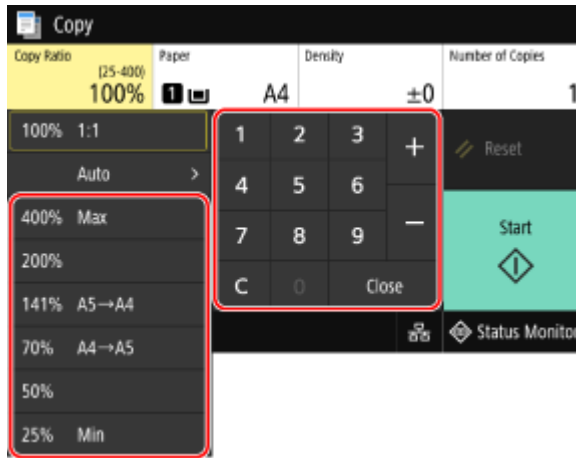 Copy
Copy Ratio
(25-400)
100%
Paper
1
A4
Density
±0
Number of Copies
1
100% 1:1
Auto >
400% Max
200%
141% A5→A4
70% A4→A5
50%
25% Min
1 2 3 +
4 5 6
7 8 9 −
C 0 Close
Reset
Start
Status Monito